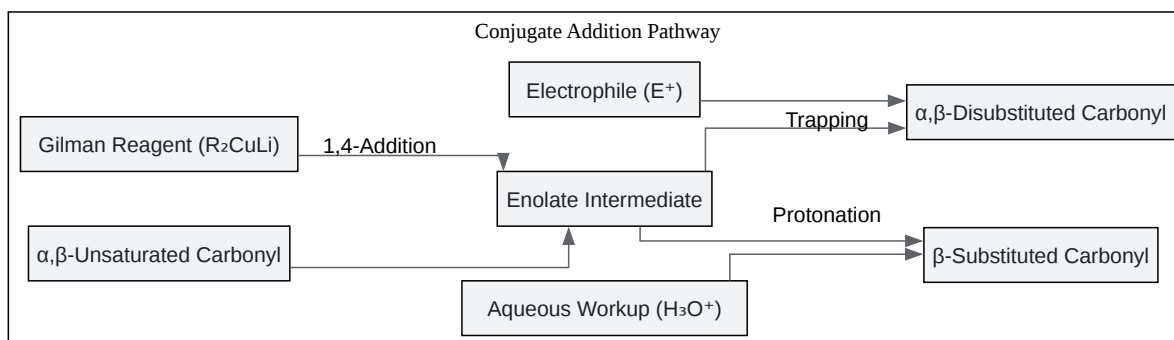 Conjugate Addition Pathway
Electrophile (E⁺)
α,β-Disubstituted Carbonyl
Trapping
Gilman Reagent (R₂CuLi)
1,4-Addition
Enolate Intermediate
Protonation
α,β-Unsaturated Carbonyl
β-Substituted Carbonyl
Aqueous Workup (H₃O⁺)